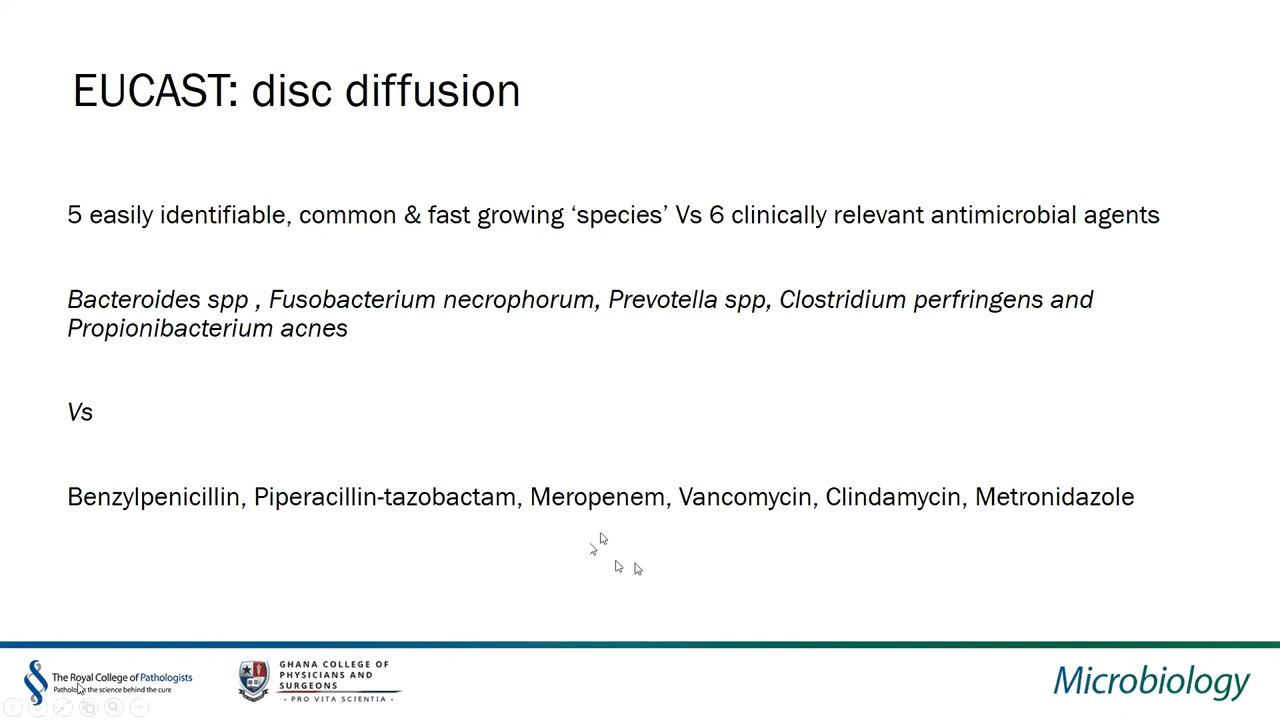 EUCAST: disc diffusion
5 easily identifiable, common & fast growing ‘species’ Vs 6 clinically relevant antimicrobial agents
Bacteroides spp , Fusobacterium necrophorum, Prevotella spp, Clostridium perfringens and
Propionibacterium acnes
Vs
Benzylpenicillin, Piperacillin-tazobactam, Meropenem, Vancomycin, Clindamycin, Metronidazole
The Royal College of Pathologists
Pathology: the science behind the cure
GHANA COLLEGE OF
PHYSICIANS AND
SURGEONS
- PRO VITA SCIENTIA -
Microbiology